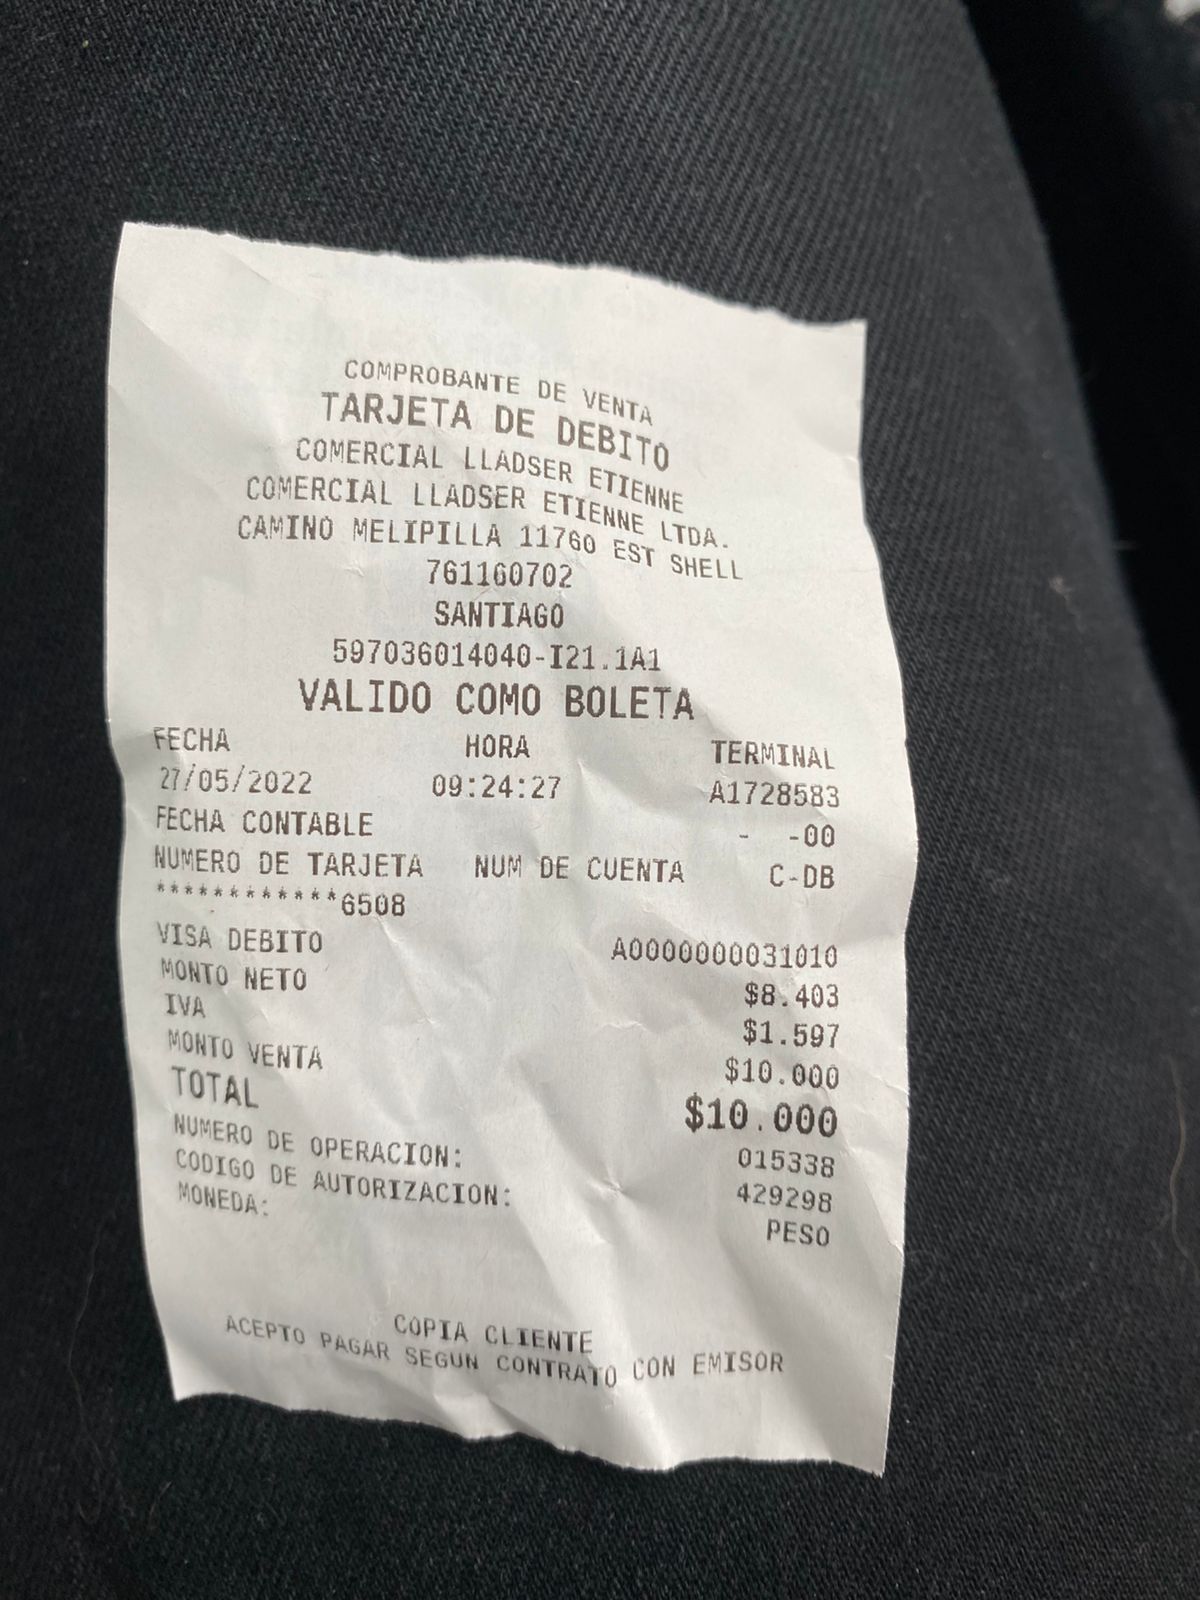 COMPROBANTE DE VENTA
TARJETA DE DEBITO
COMERCIAL LLADSER ETIENNE
COMERCIAL LLADSER ETIENNE LTDA.
CAMINO MELIPILLA 11760 EST SHELL
761160702
SANTIAGO
597036014040-I21.1A1
VALIDO COMO BOLETA
FECHA HORA TERMINAL
27/05/2022 09:24:27 A1728583
FECHA CONTABLE - -00
NUMERO DE TARJETA NUM DE CUENTA C-DB
************6508
VISA DEBITO A0000000031010
MONTO NETO $8.403
IVA $1.597
MONTO VENTA $10.000
TOTAL $10.000
NUMERO DE OPERACION: 015338
CODIGO DE AUTORIZACION: 429298
MONEDA: PESO
COPIA CLIENTE
ACEPTO PAGAR SEGUN CONTRATO CON EMISOR